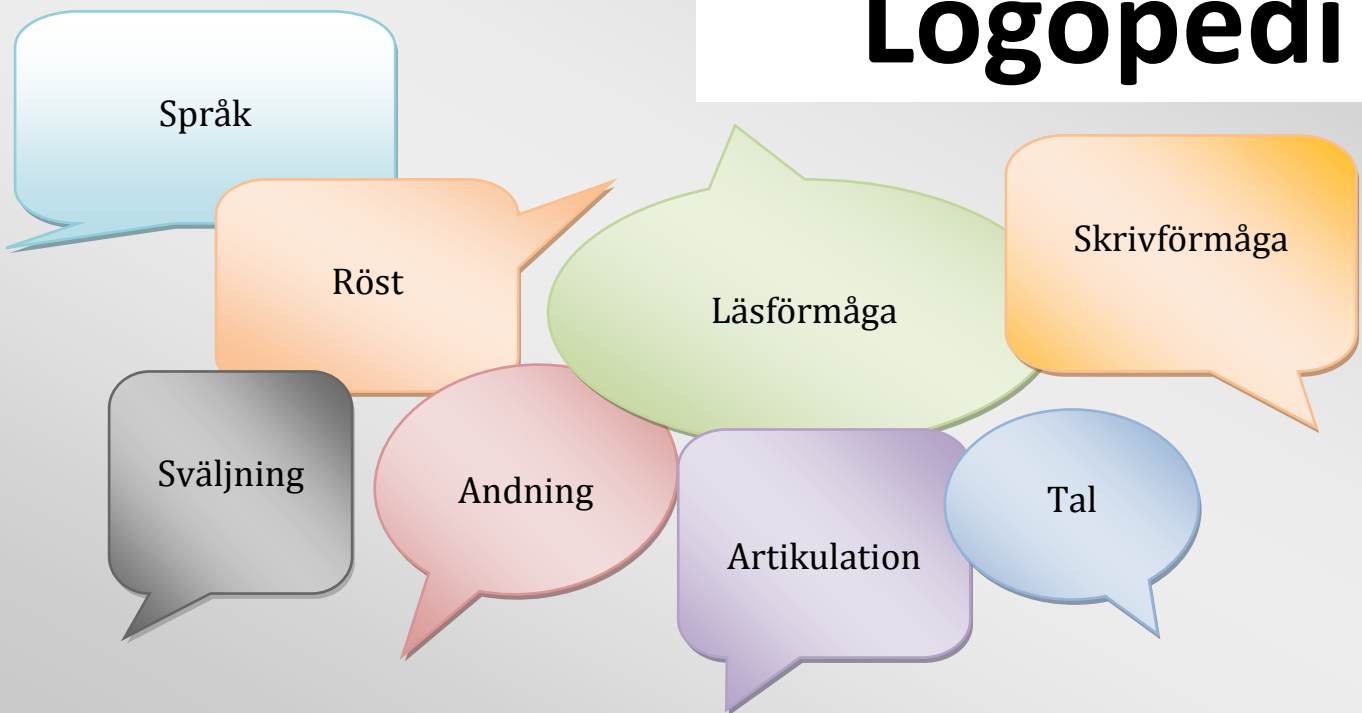 Logopedi
Språk
Röst
Läsförmåga
Skrivförmåga
Sväljning
Andning
Artikulation
Tal